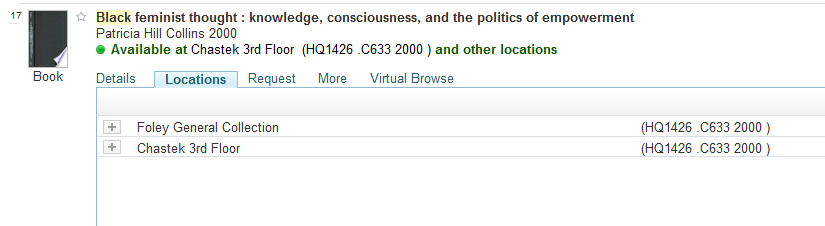 17
Black feminist thought : knowledge, consciousness, and the politics of empowerment
Patricia Hill Collins 2000
Available at Chastek 3rd Floor (HQ1426 .C633 2000 ) and other locations
Book
Details Locations Request More Virtual Browse
Foley General Collection (HQ1426 .C633 2000 )
Chastek 3rd Floor (HQ1426 .C633 2000 )